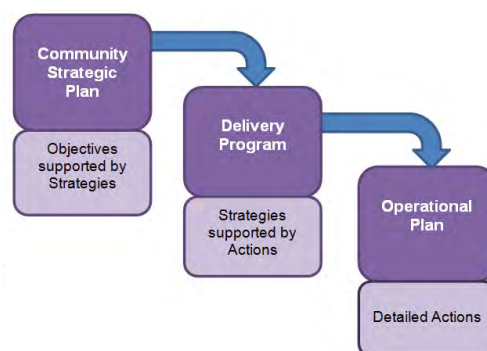 Community
Strategic
Plan
Objectives
supported by
Strategies
Delivery
Program
Strategies
supported by
Actions
Operational
Plan
Detailed Actions